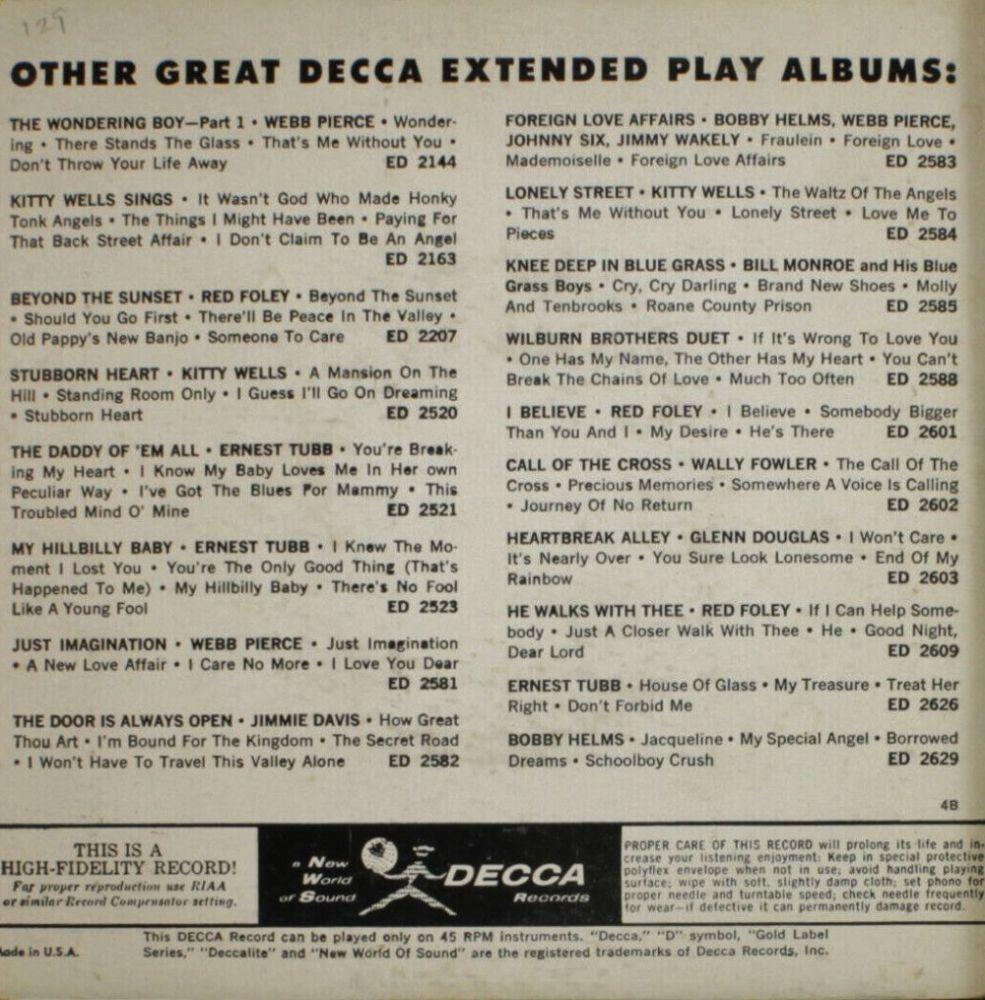 129
OTHER GREAT DECCA EXTENDED PLAY ALBUMS:
THE WONDERING BOY—Part 1 • WEBB PIERCE • Wonder-
ing • There Stands The Glass • That's Me Without You •
Don't Throw Your Life Away ED 2144
KITTY WELLS SINGS • It Wasn't God Who Made Honky
Tonk Angels • The Things I Might Have Been • Paying For
That Back Street Affair • I Don't Claim To Be An Angel
ED 2163
BEYOND THE SUNSET • RED FOLEY • Beyond The Sunset
• Should You Go First • There'll Be Peace In The Valley •
Old Pappy's New Banjo • Someone To Care ED 2207
STUBBORN HEART • KITTY WELLS • A Mansion On The
Hill • Standing Room Only • I Guess I'll Go On Dreaming
• Stubborn Heart ED 2520
THE DADDY OF 'EM ALL • ERNEST TUBB • You're Break-
ing My Heart • I Know My Baby Loves Me In Her own
Peculiar Way • I've Got The Blues For Mammy • This
Troubled Mind O' Mine ED 2521
MY HILLBILLY BABY • ERNEST TUBB • I Knew The Mo-
ment I Lost You • You're The Only Good Thing (That's
Happened To Me) • My Hillbilly Baby • There's No Fool
Like A Young Fool ED 2523
JUST IMAGINATION • WEBB PIERCE • Just Imagination
• A New Love Affair • I Care No More • I Love You Dear
ED 2581
THE DOOR IS ALWAYS OPEN • JIMMIE DAVIS • How Great
Thou Art • I'm Bound For The Kingdom • The Secret Road
• I Won't Have To Travel This Valley Alone ED 2582
FOREIGN LOVE AFFAIRS • BOBBY HELMS, WEBB PIERCE,
JOHNNY SIX, JIMMY WAKELY • Fraulein • Foreign Love •
Mademoiselle • Foreign Love Affairs ED 2583
LONELY STREET • KITTY WELLS • The Waltz Of The Angels
• That's Me Without You • Lonely Street • Love Me To
Pieces ED 2584
KNEE DEEP IN BLUE GRASS • BILL MONROE and His Blue
Grass Boys • Cry, Cry Darling • Brand New Shoes • Molly
And Tenbrooks • Roane County Prison ED 2585
WILBURN BROTHERS DUET • If It's Wrong To Love You
• One Has My Name, The Other Has My Heart • You Can't
Break The Chains Of Love • Much Too Often ED 2588
I BELIEVE • RED FOLEY • I Believe • Somebody Bigger
Than You And I • My Desire • He's There ED 2601
CALL OF THE CROSS • WALLY FOWLER • The Call Of The
Cross • Precious Memories • Somewhere A Voice Is Calling
• Journey Of No Return ED 2602
HEARTBREAK ALLEY • GLENN DOUGLAS • I Won't Care •
It's Nearly Over • You Sure Look Lonesome • End Of My
Rainbow ED 2603
HE WALKS WITH THEE • RED FOLEY • If I Can Help Some-
body • Just A Closer Walk With Thee • He • Good Night,
Dear Lord ED 2609
ERNEST TUBB • House Of Glass • My Treasure • Treat Her
Right • Don't Forbid Me ED 2626
BOBBY HELMS • Jacqueline • My Special Angel • Borrowed
Dreams • Schoolboy Crush ED 2629
4B
THIS IS A
HIGH-FIDELITY RECORD!
For proper reproduction use RIAA
or similar Record Compensator setting.
a New
World
of Sound
DECCA
Records
PROPER CARE OF THIS RECORD will prolong its life and in-
crease your listening enjoyment: Keep in special protective
polyflex envelope when not in use; avoid handling playing
surface; wipe with soft, slightly damp cloth; set phono for
proper needle and turntable speed; check needle frequently
for wear—if defective it can permanently damage record.
Made in U.S.A.
This DECCA Record can be played only on 45 RPM instruments. "Decca," "D" symbol, "Gold Label
Series," "Deccalite" and "New World Of Sound" are the registered trademarks of Decca Records, Inc.